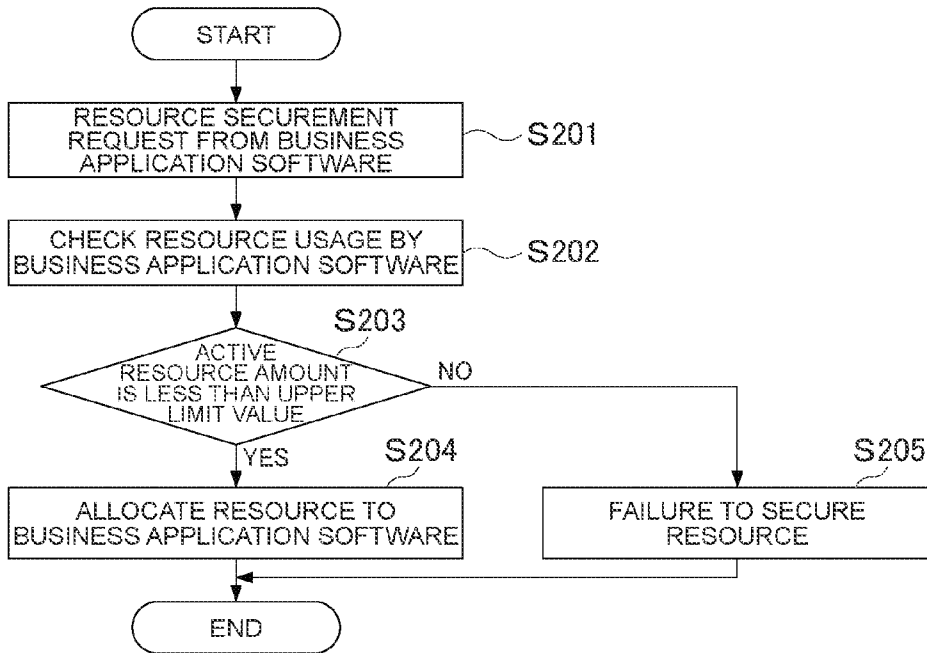 START
RESOURCE SECUREMENT
REQUEST FROM BUSINESS
APPLICATION SOFTWARE
S201
CHECK RESOURCE USAGE BY
BUSINESS APPLICATION SOFTWARE
S202
S203
ACTIVE
RESOURCE AMOUNT
IS LESS THAN UPPER
LIMIT VALUE
NO
YES
S204
ALLOCATE RESOURCE TO
BUSINESS APPLICATION SOFTWARE
S205
FAILURE TO SECURE
RESOURCE
END